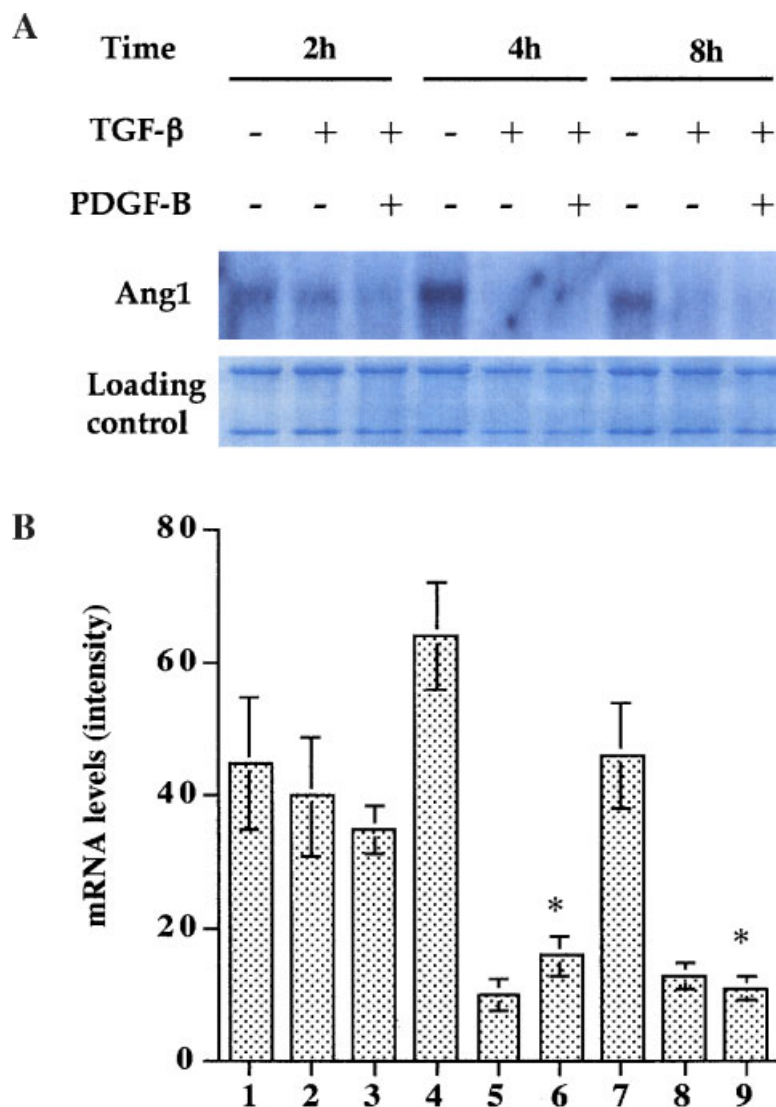 A
Time 2h 4h 8h
TGF-β - + + - + + - + +
PDGF-B - - + - - + - - +
Ang1
Loading
control
B
mRNA levels (intensity)
80
60
40
20
0
* *
1 2 3 4 5 6 7 8 9